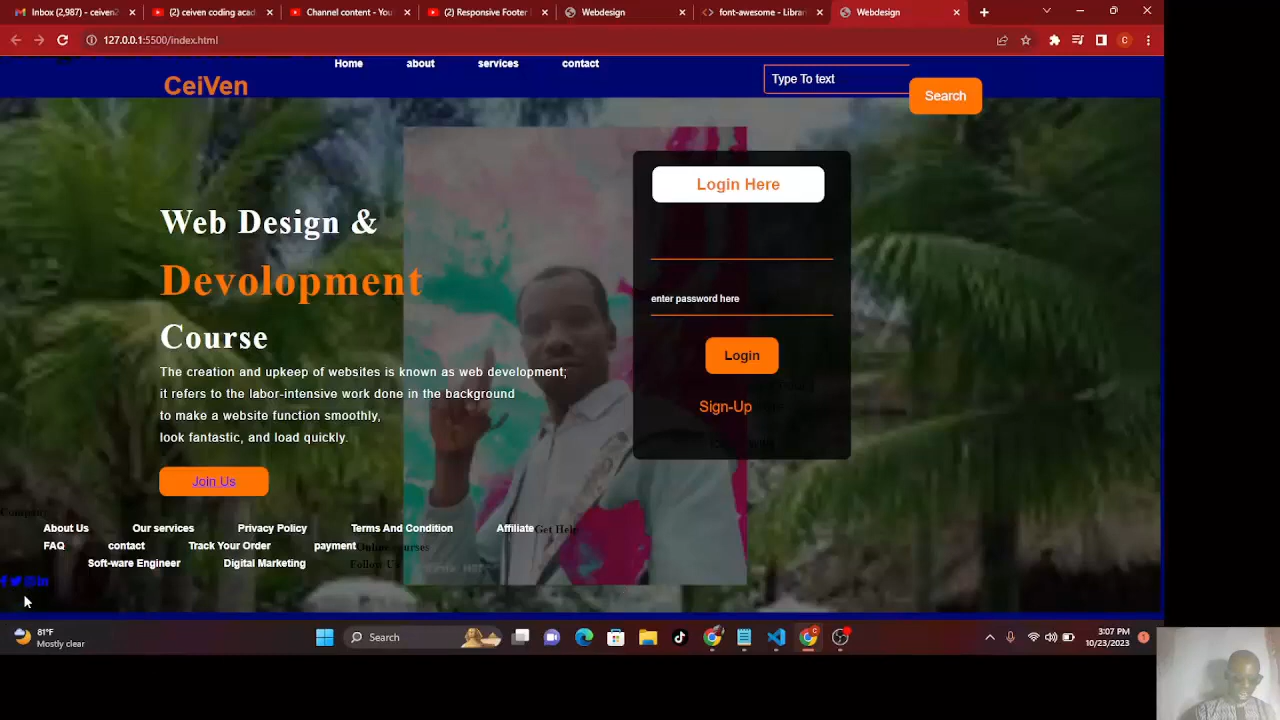 Inbox (2,987) - ceiven2
(2) ceiven coding aca
Channel content - You
(2) Responsive Footer
Webdesign
font-awesome - Librar
Webdesign
127.0.0.1:5500/index.html
C
Home about services contact
CeiVen
Type To text
Search
Login Here
Web Design &
Devolopment
Course
enter password here
The creation and upkeep of websites is known as web development;
it refers to the labor-intensive work done in the background
to make a website function smoothly,
look fantastic, and load quickly.
Login
Sign-Up
Join Us
Company
About Us Our services Privacy Policy Terms And Condition Affiliate Get Help
FAQ contact Track Your Order payment Online courses
Soft-ware Engineer Digital Marketing Follow Us
81°F
Mostly clear
Search
3:07 PM
10/23/2023
1